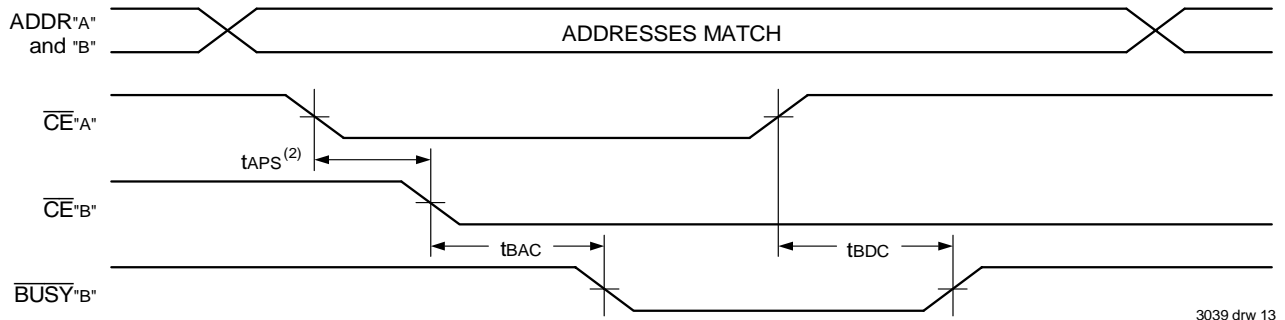 ADDR"A"
and "B"
ADDRESSES MATCH
CE"A"
tAPS(2)
CE"B"
tBAC
tBDC
BUSY"B"
3039 drw 13